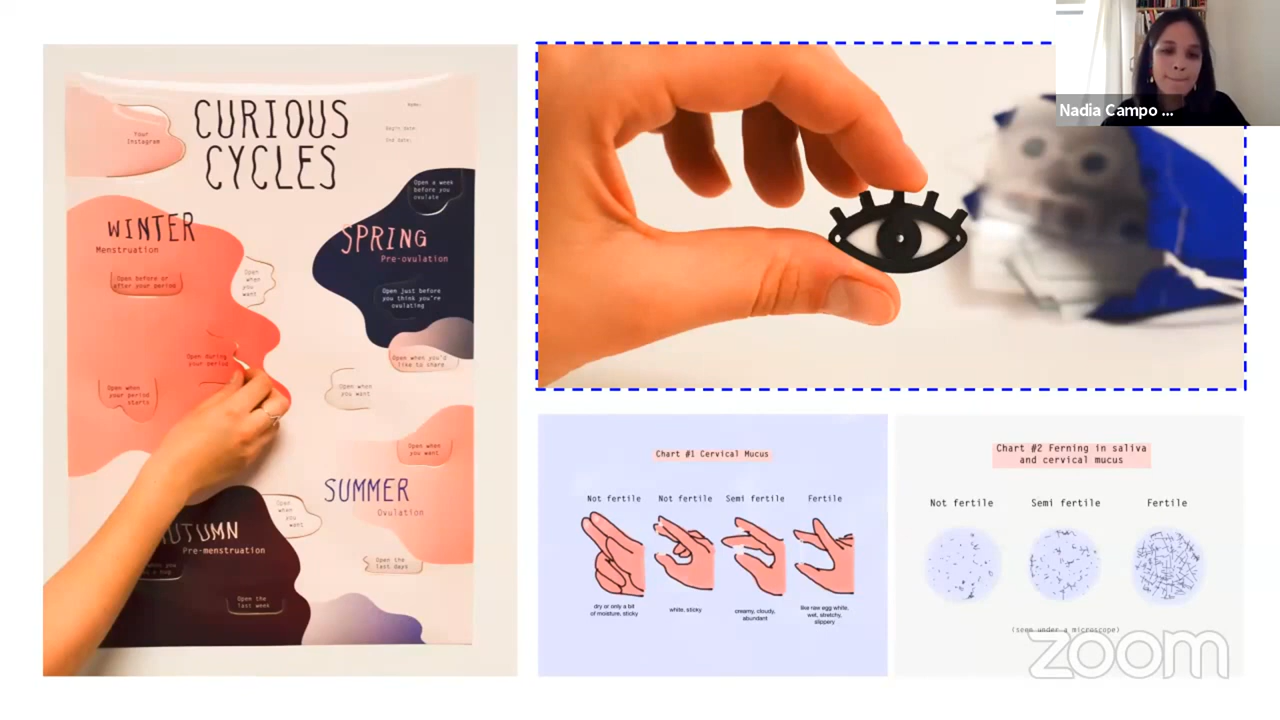 CURIOUS
CYCLES
Name:
Begin date:
End date:
Your
Instagram
Open a week
before you
ovulate
WINTER
Menstruation
SPRING
Pre-ovulation
Open before or
after your period
Open
when
you
want
Open just before
you think you're
ovulating
Open during
your period
Open when you'd
like to share
Open when
your period
starts
Open when
you want
Open when
you want
SUMMER
Ovulation
Open
when
you
want
AUTUMN
Pre-menstruation
Open the
last days
Open the
last week
Nadia Campo ...
Chart #1 Cervical Mucus
Not fertile
Not fertile
Semi fertile
Fertile
dry or only a bit
of moisture, sticky
white, sticky
creamy, cloudy,
abundant
like raw egg white,
wet, stretchy,
slippery
Chart #2 Ferning in saliva
and cervical mucus
Not fertile
Semi fertile
Fertile
(seen under a microscope)
zoom